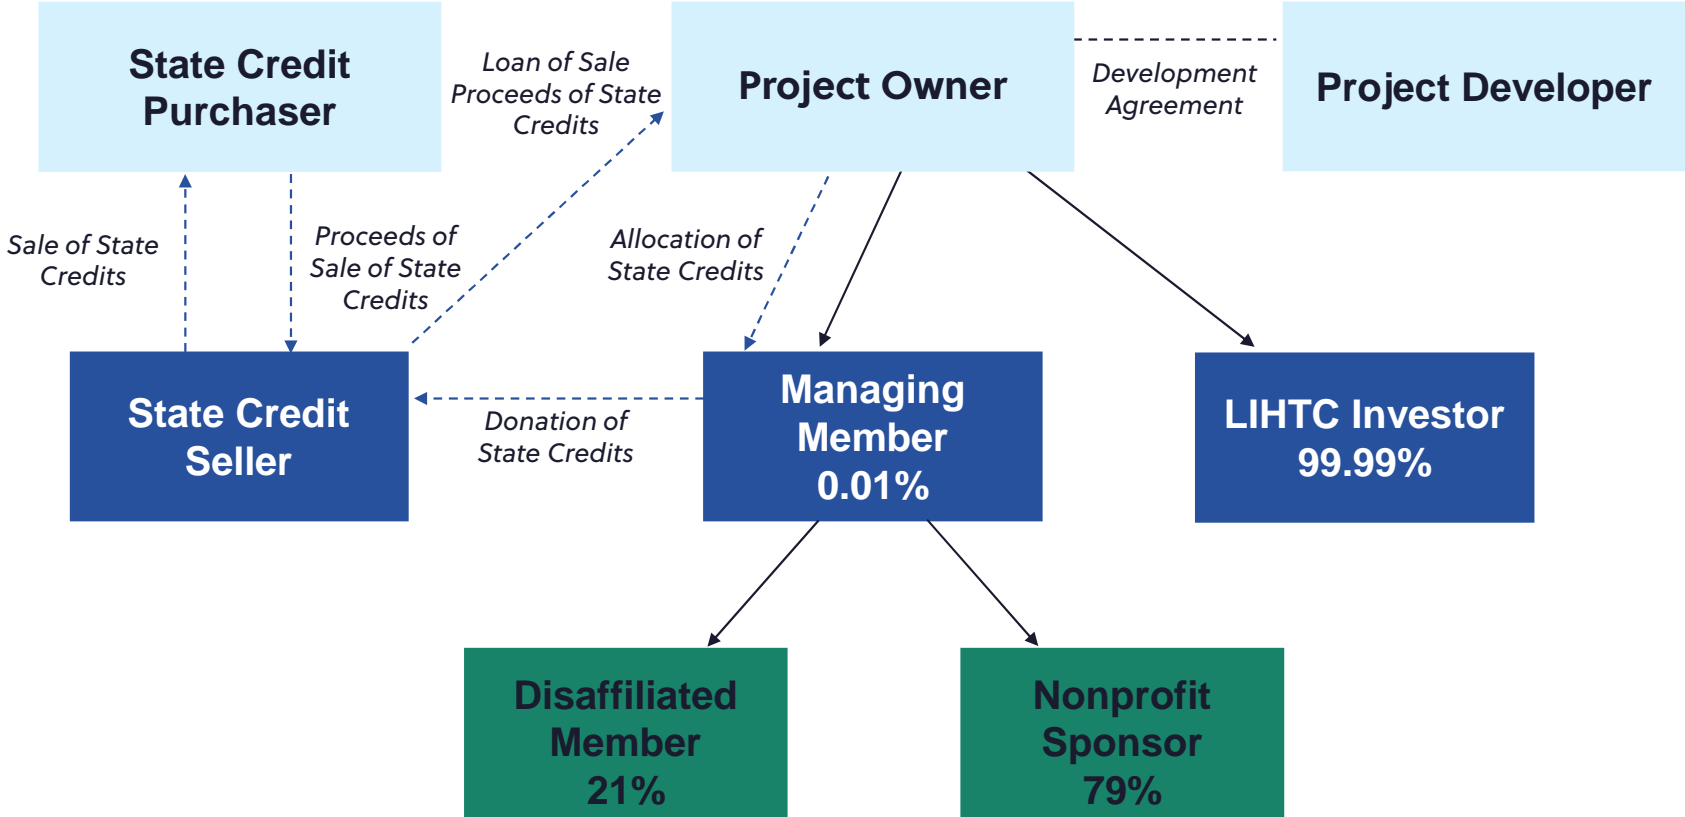 State Credit
Purchaser
Loan of Sale
Proceeds of State
Credits
Project Owner
Development
Agreement
Project Developer
Sale of State
Credits
Proceeds of
Sale of State
Credits
Allocation of
State Credits
State Credit
Seller
Donation of
State Credits
Managing
Member
0.01%
LIHTC Investor
99.99%
Disaffiliated
Member
21%
Nonprofit
Sponsor
79%